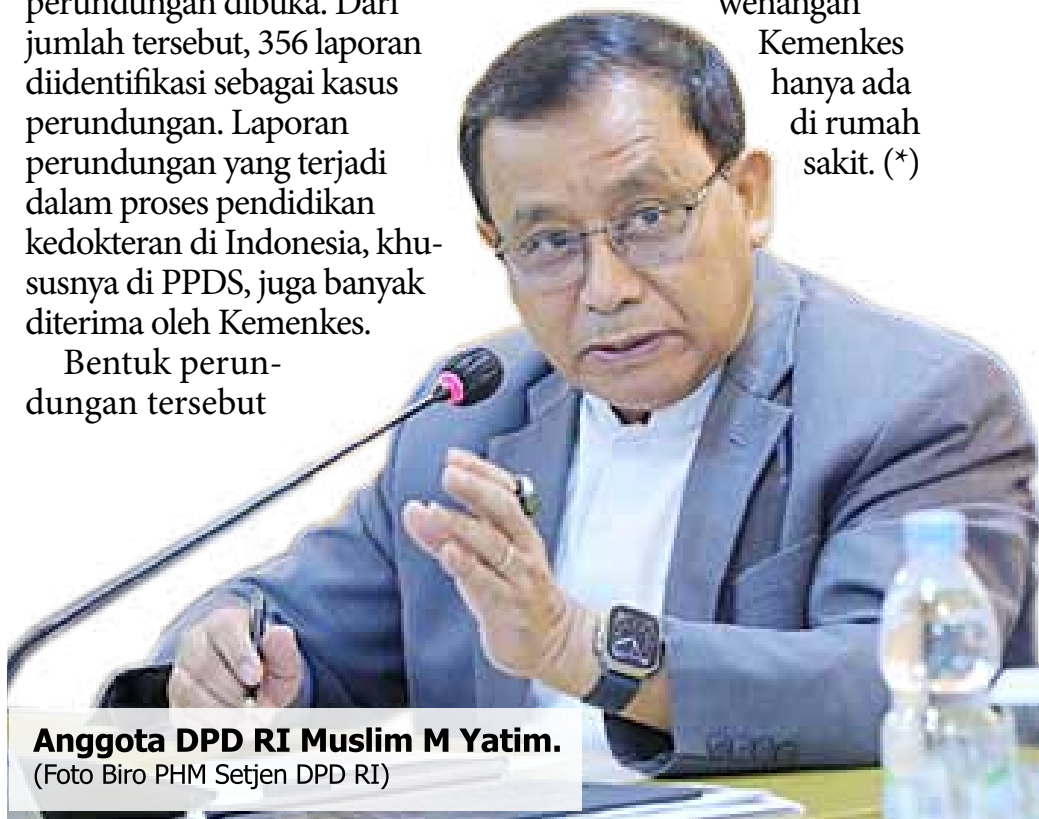 perundungan dibuka. Dari
jumlah tersebut, 356 laporan
diidentifikasi sebagai kasus
perundungan. Laporan
perundungan yang terjadi
dalam proses pendidikan
kedokteran di Indonesia, khu-
susnya di PPDS, juga banyak
diterima oleh Kemenkes.
Bentuk perun-
dungan tersebut
wenangan
Kemenkes
hanya ada
di rumah
sakit. (*)
Anggota DPD RI Muslim M Yatim.
(Foto Biro PHM Setjen DPD RI)